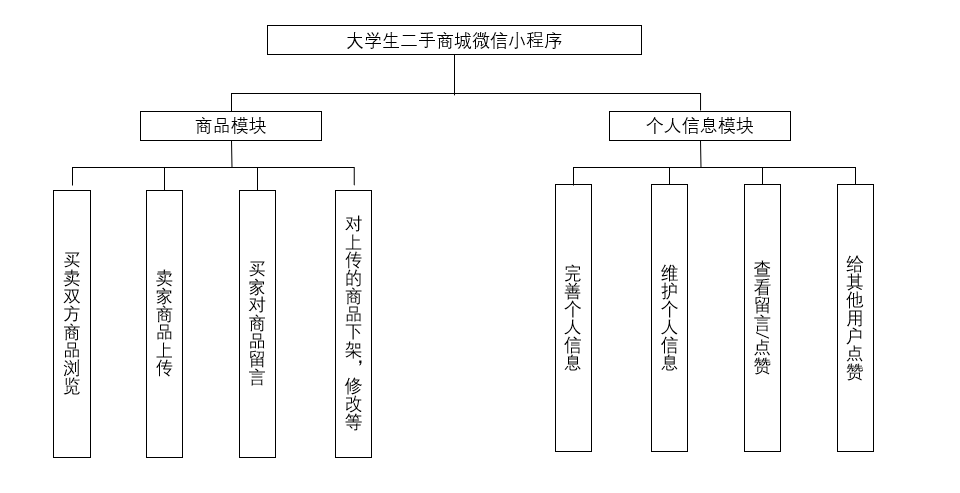 大学生二手商城微信小程序
商品模块
个人信息模块
买卖双方商品浏览
卖家商品上传
买家对商品留言
对上传的商品下架，修改等
完善个人信息
维护个人信息
查看留言/点赞
给其他用户点赞